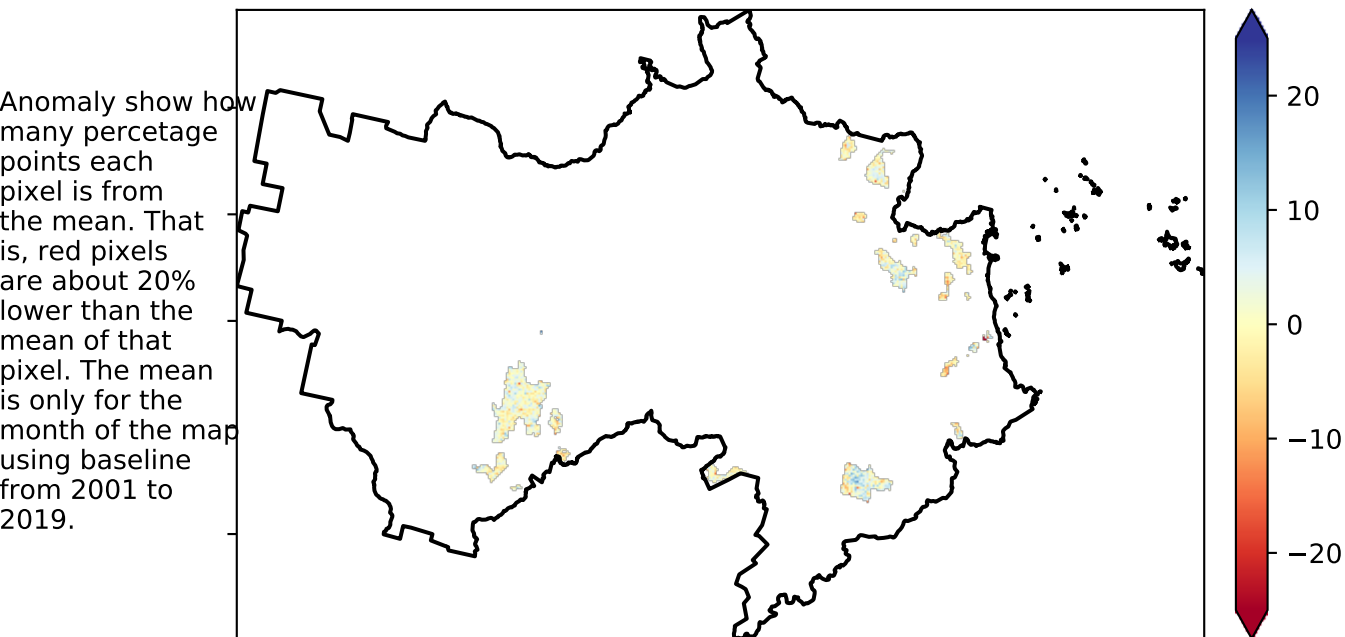 Anomaly show how
many percetage
points each
pixel is from
the mean. That
is, red pixels
are about 20%
lower than the
mean of that
pixel. The mean
is only for the
month of the map
using baseline
from 2001 to
2019.
20
10
0
−10
−20